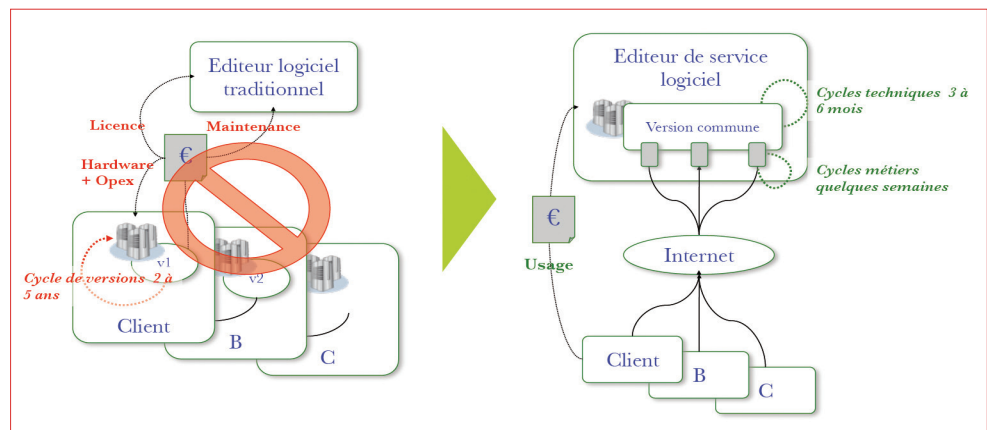 Editeur logiciel
traditionnel
Licence
Maintenance
€
Hardware
+ Opex
v1
Cycle de versions 2 à
5 ans
Client
v2
B
C
Editeur de service
logiciel
Version commune
Cycles techniques 3 à
6 mois
Cycles métiers
quelques semaines
€
Usage
Internet
Client
B
C